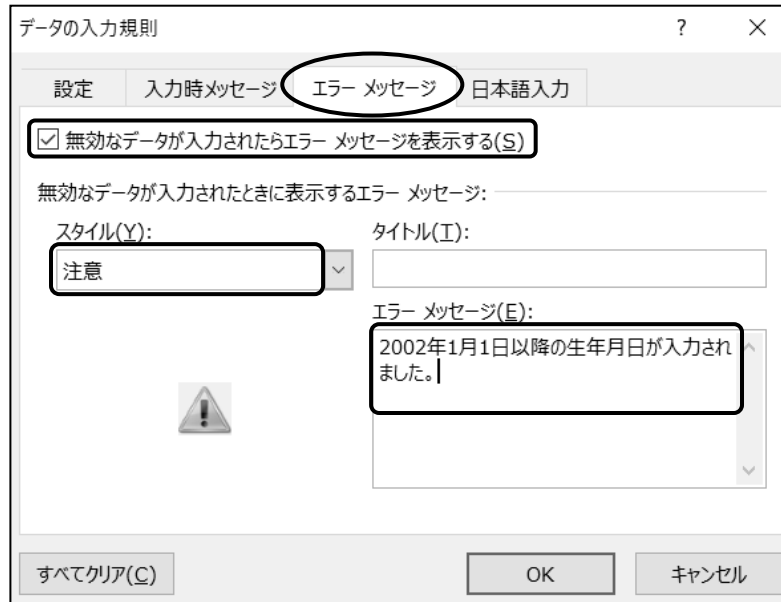 データの入力規則 ? ×
設定 入力時メッセージ エラー メッセージ 日本語入力
無効なデータが入力されたらエラー メッセージを表示する(S)
無効なデータが入力されたときに表示するエラー メッセージ:
スタイル(Y): タイトル(T):
注意
エラー メッセージ(E):
2002年1月1日以降の生年月日が入力され
ました。
すべてクリア(C) OK キャンセル